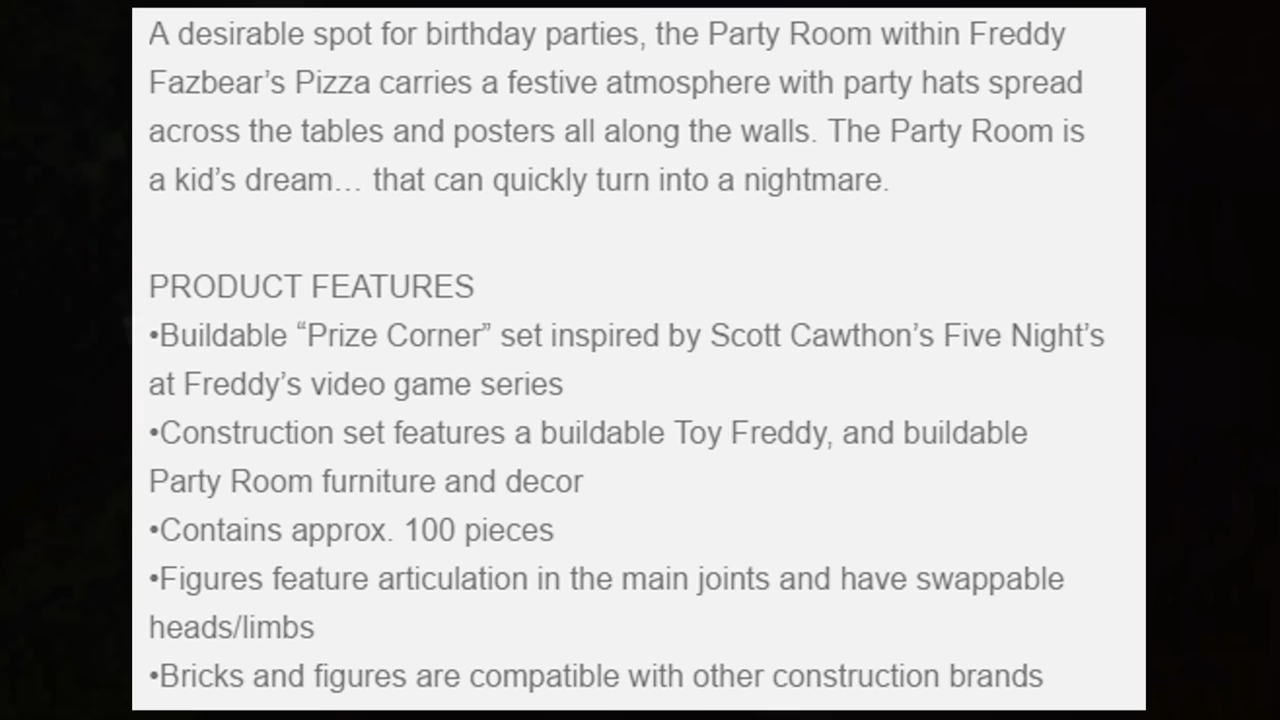 A desirable spot for birthday parties, the Party Room within Freddy
Fazbear’s Pizza carries a festive atmosphere with party hats spread
across the tables and posters all along the walls. The Party Room is
a kid’s dream… that can quickly turn into a nightmare.
PRODUCT FEATURES
•Buildable “Prize Corner” set inspired by Scott Cawthon’s Five Night’s
at Freddy’s video game series
•Construction set features a buildable Toy Freddy, and buildable
Party Room furniture and decor
•Contains approx. 100 pieces
•Figures feature articulation in the main joints and have swappable
heads/limbs
•Bricks and figures are compatible with other construction brands